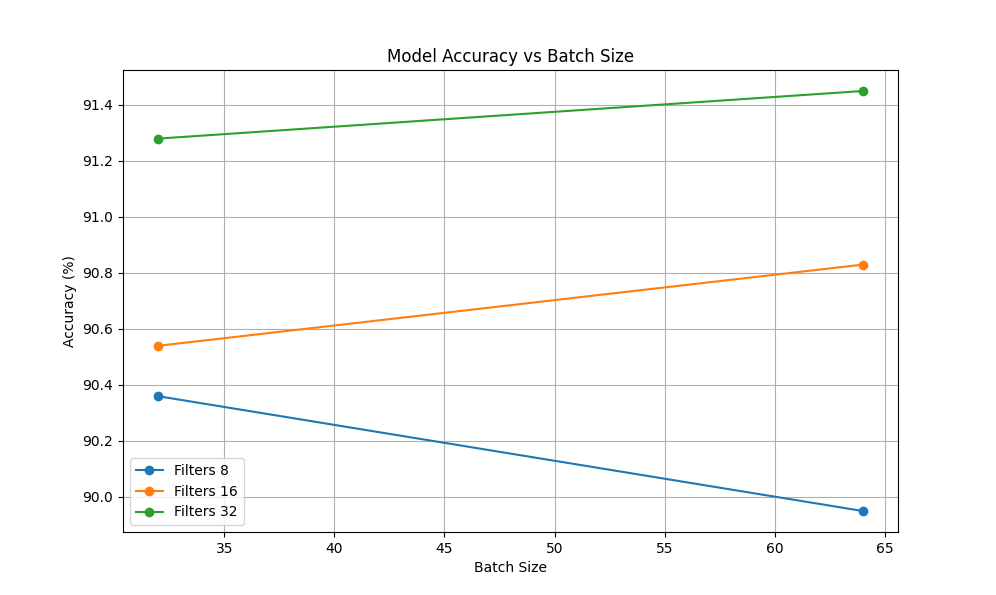 Model Accuracy vs Batch Size
Accuracy (%)
91.4
91.2
91.0
90.8
90.6
90.4
90.2
90.0
Filters 8
Filters 16
Filters 32
35 40 45 50 55 60 65
Batch Size